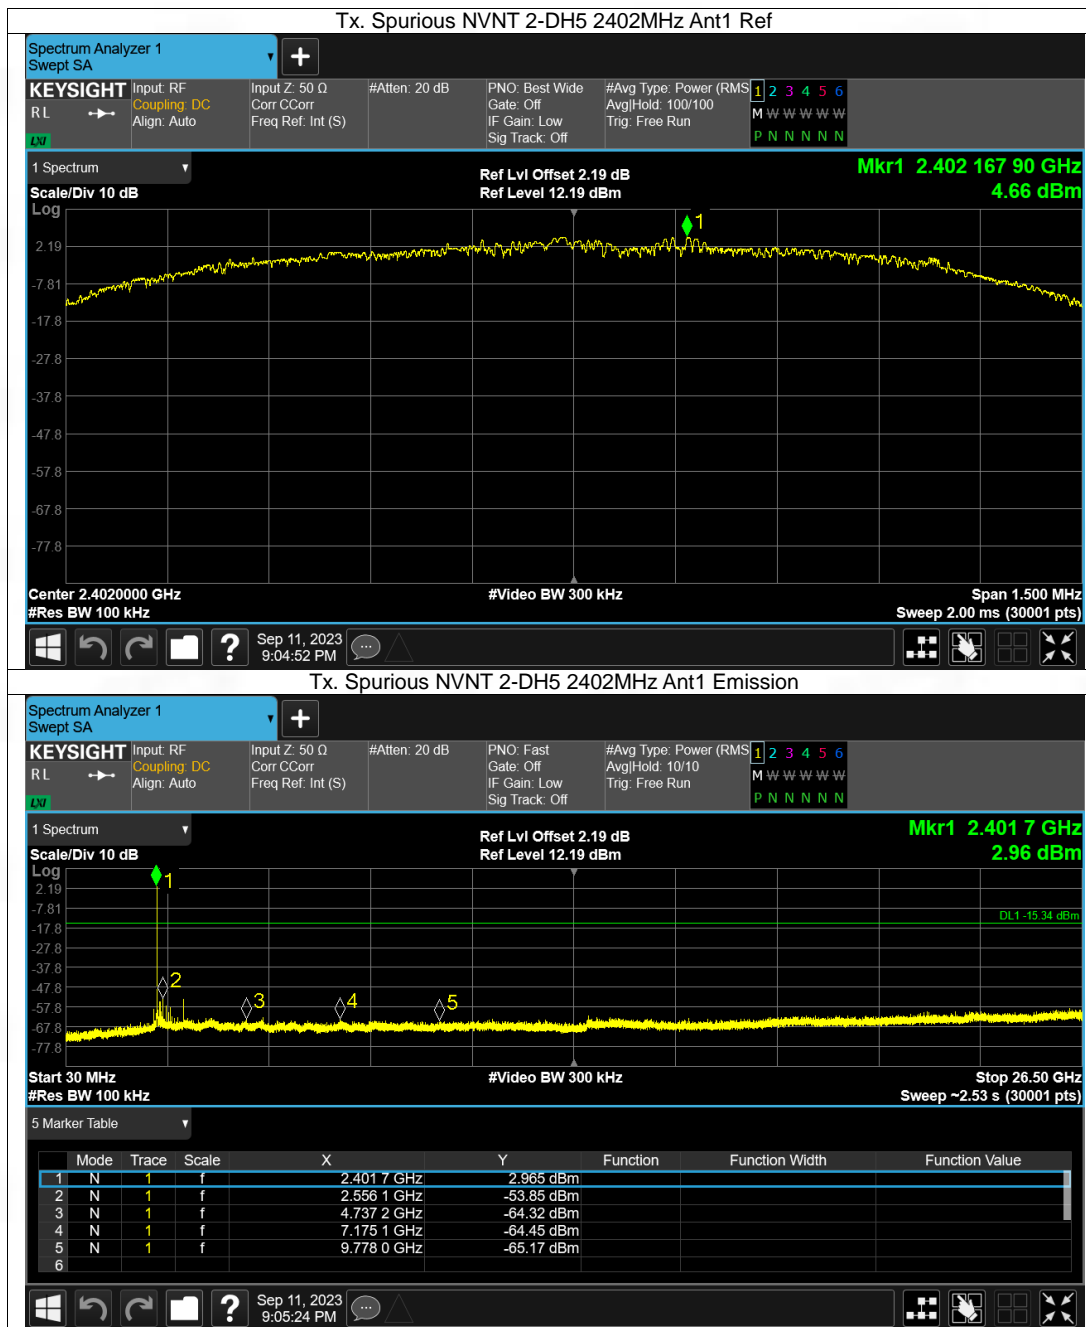 Tx. Spurious NVNT 2-DH5 2402MHz Ant1 Ref
Spectrum Analyzer 1
Swept SA
KEYSIGHT Input: RF Input Z: 50 Ω #Atten: 20 dB PNO: Best Wide #Avg Type: Power (RMS 1 2 3 4 5 6
RL Coupling: DC Corr CCorr Gate: Off Avg|Hold: 100/100 M W W W W W
Align: Auto Freq Ref: Int (S) IF Gain: Low Trig: Free Run
LXI Sig Track: Off P N N N N N
1 Spectrum Ref Lvl Offset 2.19 dB Mkr1 2.402 167 90 GHz
Scale/Div 10 dB Ref Level 12.19 dBm 4.66 dBm
Log
1
2.19
-7.81
-17.8
-27.8
-37.8
-47.8
-57.8
-67.8
-77.8
Center 2.4020000 GHz #Video BW 300 kHz Span 1.500 MHz
#Res BW 100 kHz Sweep 2.00 ms (30001 pts)
? Sep 11, 2023
9:04:52 PM
Tx. Spurious NVNT 2-DH5 2402MHz Ant1 Emission
Spectrum Analyzer 1
Swept SA
KEYSIGHT Input: RF Input Z: 50 Ω #Atten: 20 dB PNO: Fast #Avg Type: Power (RMS 1 2 3 4 5 6
RL Coupling: DC Corr CCorr Gate: Off Avg|Hold: 10/10 M W W W W W
Align: Auto Freq Ref: Int (S) IF Gain: Low Trig: Free Run
LXI Sig Track: Off P N N N N N
1 Spectrum Ref Lvl Offset 2.19 dB Mkr1 2.401 7 GHz
Scale/Div 10 dB Ref Level 12.19 dBm 2.96 dBm
Log
1
2.19
-7.81
DL1 -15.34 dBm
-17.8
-27.8
-37.8
-47.8
2 3 4 5
-57.8
-67.8
-77.8
Start 30 MHz #Video BW 300 kHz Stop 26.50 GHz
#Res BW 100 kHz Sweep ~2.53 s (30001 pts)
5 Marker Table
Mode Trace Scale X Y Function Function Width Function Value
1 N 1 f 2.401 7 GHz 2.965 dBm
2 N 1 f 2.556 1 GHz -53.85 dBm
3 N 1 f 4.737 2 GHz -64.32 dBm
4 N 1 f 7.175 1 GHz -64.45 dBm
5 N 1 f 9.778 0 GHz -65.17 dBm
6
? Sep 11, 2023
9:05:24 PM